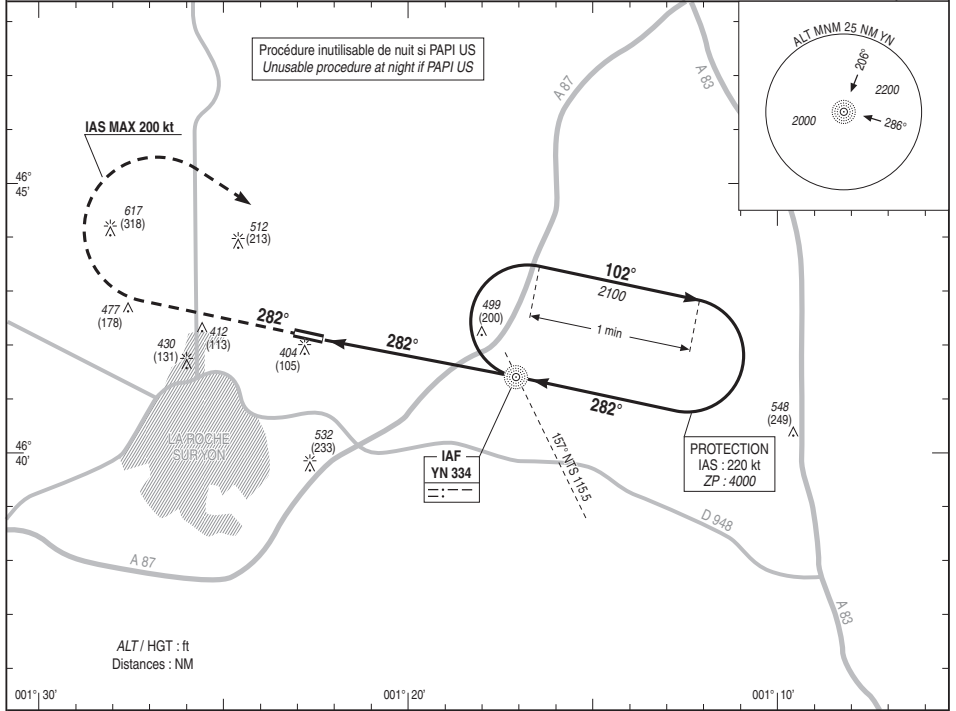 Procédure inutilisable de nuit si PAPI US
Unusable procedure at night if PAPI US
A 87
A 83
ALT MNM 25 NM YN
206°
2200
2000
286°
IAS MAX 200 kt
46°
45'
617
(318)
512
(213)
102°
2100
1 min
499
(200)
477
(178)
282°
412
(113)
430
(131)
404
(105)
282°
282°
548
(249)
46°
40'
LA ROCHE
SUR YON
532
(233)
IAF
YN 334
157° NTS 115.5
PROTECTION
IAS : 220 kt
ZP : 4000
D 948
A 87
A 83
ALT / HGT : ft
Distances : NM
001° 30'
001° 20'
001° 10'